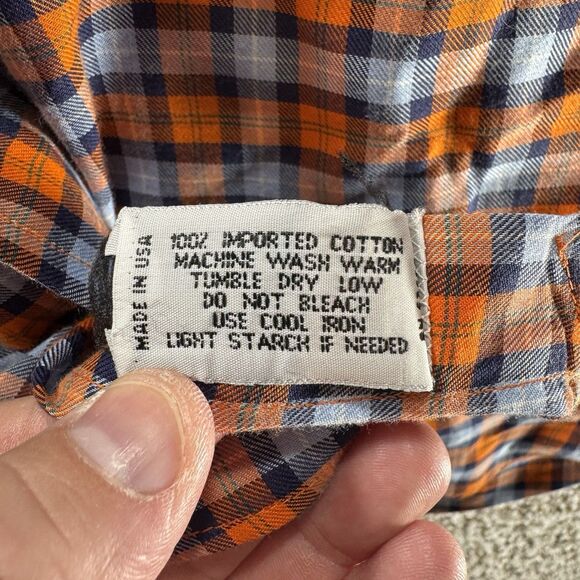 100% IMPORTED COTTON
MACHINE WASH WARM
TUMBLE DRY LOW
DO NOT BLEACH
USE COOL IRON
LIGHT STARCH IF NEEDED
MADE IN USA